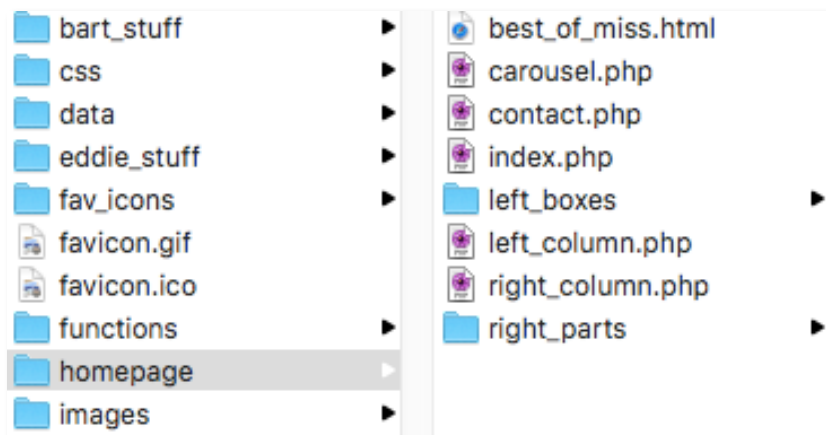 bart_stuff
css
data
eddie_stuff
fav_icons
favicon.gif
favicon.ico
functions
homepage
images
best_of_miss.html
carousel.php
contact.php
index.php
left_boxes
left_column.php
right_column.php
right_parts